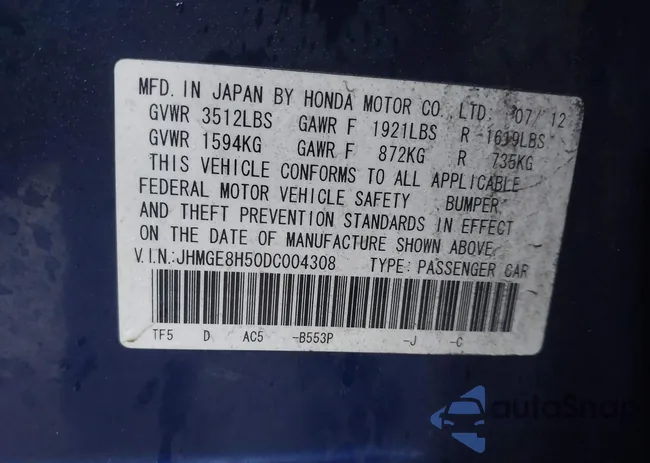 MFD. IN JAPAN BY HONDA MOTOR CO., LTD. 07/12
GVWR 3512LBS GAWR F 1921LBS R 1619LBS
GVWR 1594KG GAWR F 872KG R 735KG
THIS VEHICLE CONFORMS TO ALL APPLICABLE
FEDERAL MOTOR VEHICLE SAFETY BUMPER
AND THEFT PREVENTION STANDARDS IN EFFECT
ON THE DATE OF MANUFACTURE SHOWN ABOVE.
V.I.N.:JHMGE8H50DC004308 TYPE: PASSENGER CAR
TF5 D AC5 -B553P -J -C
autoSnap